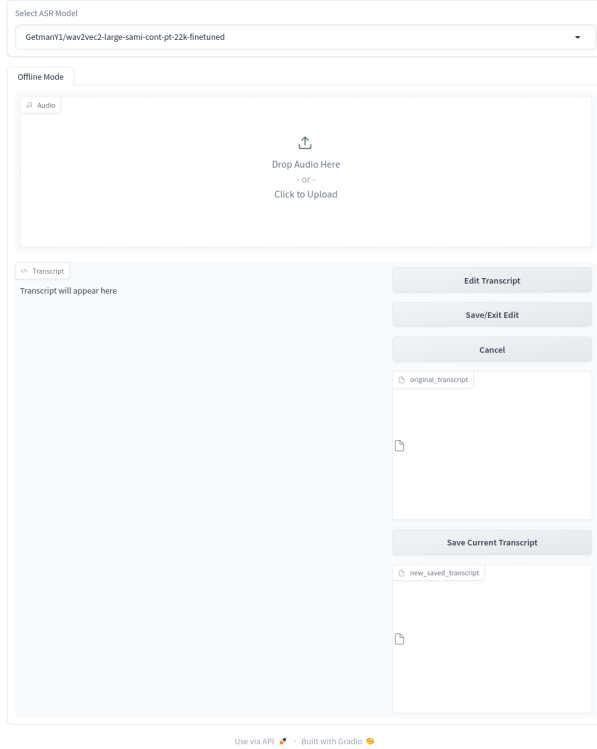 Select ASR Model
GetmanY1/wav2vec2-large-sami-cont-pt-22k-finetuned
Offline Mode
Audio
Drop Audio Here
- or -
Click to Upload
Transcript
Transcript will appear here
Edit Transcript
Save/Exit Edit
Cancel
original_transcript
Save Current Transcript
new_saved_transcript
Use via API · Built with Gradio